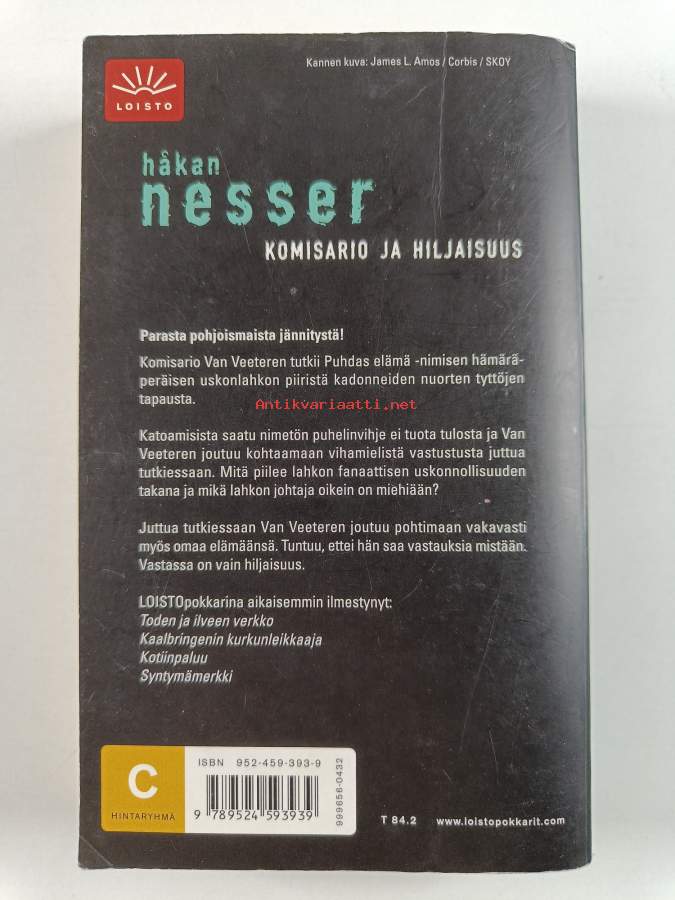 Kannen kuva: James L. Amos / Corbis / SKOY
LOISTO
håkan
nesser
KOMISARIO JA HILJAISUUS
Parasta pohjoismaista jännitystä!
Komisario Van Veeteren tutkii Puhdas elämä -nimisen hämärä-
peräisen uskonlahkon piiristä kadonneiden nuorten tyttöjen
tapausta.
Antikvariaatti.net
Katoamisista saatu nimetön puhelinvihje ei tuota tulosta ja Van
Veeteren joutuu kohtaamaan vihamielistä vastustusta juttua
tutkiessaan. Mitä piilee lahkon fanaattisen uskonnollisuuden
takana ja mikä lahkon johtaja oikein on miehiään?
Juttua tutkiessaan Van Veeteren joutuu pohtimaan vakavasti
myös omaa elämäänsä. Tuntuu, ettei hän saa vastauksia mistään.
Vastassa on vain hiljaisuus.
LOISTOpokkarina aikaisemmin ilmestynyt:
Toden ja ilveen verkko
Kaalbringenin kurkunleikkaaja
Kotiinpaluu
Syntymämerkki
C
HINTARYHMÄ
ISBN 952-459-393-9
9 789524 593939
999656-0432
T 84.2 www.loistopokkarit.com